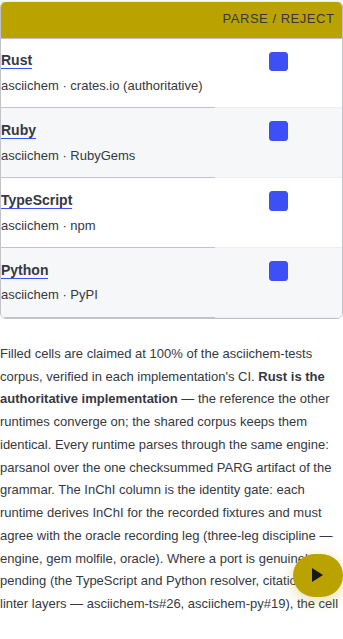 PARSE / REJECT
Rust
asciichem · crates.io (authoritative)
Ruby
asciichem · RubyGems
TypeScript
asciichem · npm
Python
asciichem · PyPI
Filled cells are claimed at 100% of the asciichem-tests
corpus, verified in each implementation's CI. Rust is the
authoritative implementation — the reference the other
runtimes converge on; the shared corpus keeps them
identical. Every runtime parses through the same engine:
parsanol over the one checksummed PARG artifact of the
grammar. The InChI column is the identity gate: each
runtime derives InChI for the recorded fixtures and must
agree with the oracle recording leg (three-leg discipline —
engine, gem molfile, oracle). Where a port is
pending (the TypeScript and Python resolver,
linter layers — asciichem-ts#26, asciichem-py#19), the cell